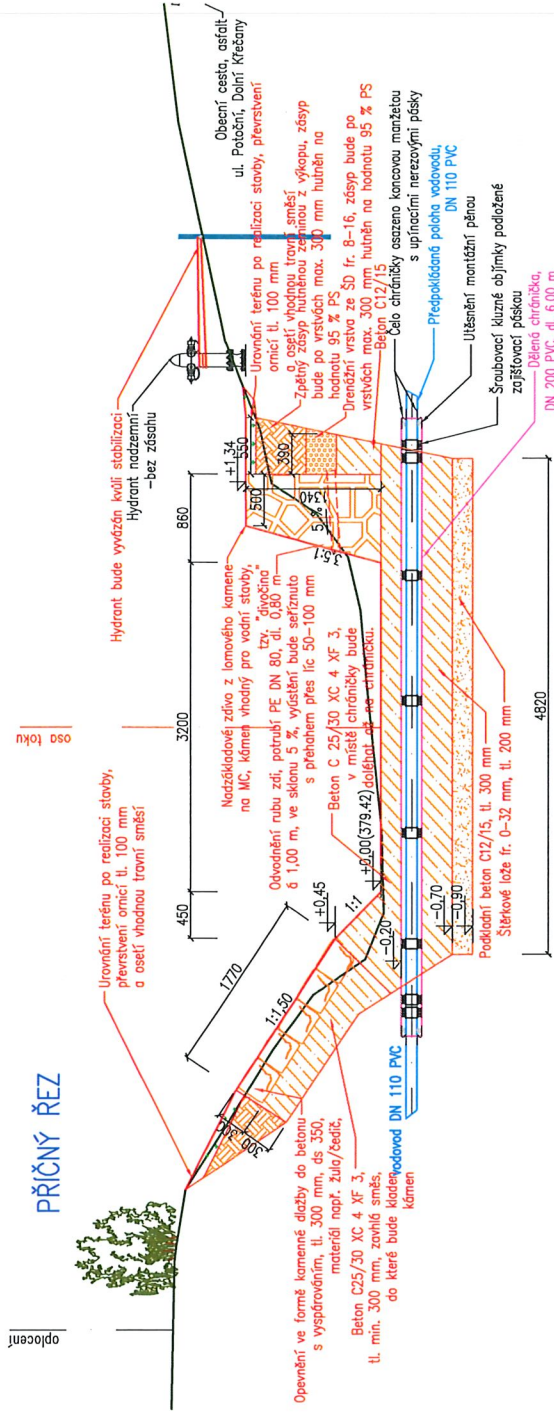 PŘÍČNÝ ŘEZ
oplocení
Urovnání terénu po realizaci stavby,
převrstvení ornicí tl. 100 mm
a osetí vhodnou travní směsí
osa toku
Hydrant bude vyvázán kvůli stabilizaci
Hydrant nadzemní
-bez zásahu
Obecní cesta, asfalt-
ul. Potoční, Dolní Křečany
Urovnání terénu po realizaci stavby, převrstvení
ornicí tl. 100 mm
a osetí vhodnou travní směsí
Zpětný zásyp hutněnou zeminou z výkopu, zásyp
bude po vrstvách max. 300 mm hutněn na
hodnotu 95 % PS
Drenážní vrstva ze ŠD fr. 8-16, zásyp bude po
vrstvách max. 300 mm hutněn na hodnotu 95 % PS
Beton C12/15
Čelo chráničky osazeno koncovou manžetou
s upínacími nerezovými pásky
Předpokládaná poloha vodovodu,
DN 110 PVC
Utěsnění montážní pěnou
Šroubovací kluzné objímky podložené
zajišťovací páskou
Dělená chránička,
DN 200 PVC, dl. 6,00 m
450
3200
860
Nadzákladové zdivo z lomového kamene
na MC, kámen vhodný pro vodní stavby,
tzv. "divočina"
Odvodnění rubu zdi, potrubí PE DN 80, dl. 0,80 m
á 1,00 m, ve sklonu 5 %, vyústění bude seříznuto
s přehohem přes líc 50-100 mm
Beton C 25/30 XC 4 XF 3,
v místě chráničky bude
doléhat až na chráničku.
+1,34
550
500
390
1340
5 %
3,5:1
1770
1:1,50
+0,45
1:1
±0,00(379.42)
-0,20
-0,70
-0,90
300
300
Opevnění ve formě kamenné dlažby do betonu
s vyspárováním, tl. 300 mm, ds 350,
materiál např. žula/čedič,
Beton C25/30 XC 4 XF 3,
tl. min. 300 mm, zavhlá směs,
do které bude kladen
kámen
vodovod DN 110 PVC
Podkladní beton C12/15, tl. 300 mm
Štěrkové lože fr. 0-32 mm, tl. 200 mm
4820